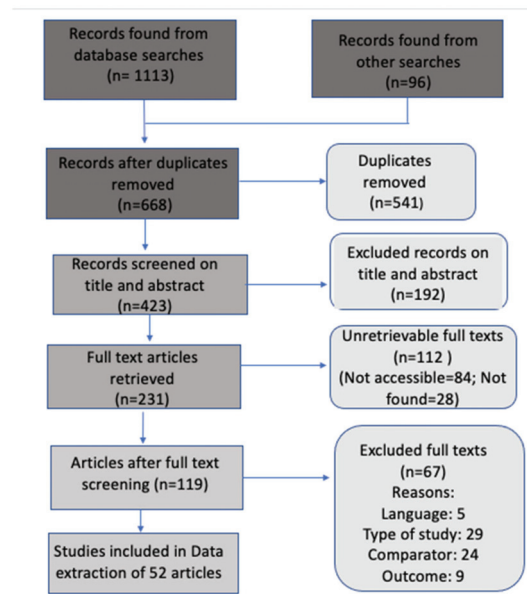 Records found from
database searches
(n= 1113)
Records found from
other searches
(n=96)
Records after duplicates
removed
(n=668)
Duplicates
removed
(n=541)
Records screened on
title and abstract
(n=423)
Excluded records on
title and abstract
(n=192)
Full text articles
retrieved
(n=231)
Unretrievable full texts
(n=112 )
(Not accessible=84; Not
found=28)
Articles after full text
screening (n=119)
Excluded full texts
(n=67)
Reasons:
Language: 5
Type of study: 29
Comparator: 24
Outcome: 9
Studies included in Data
extraction of 52 articles